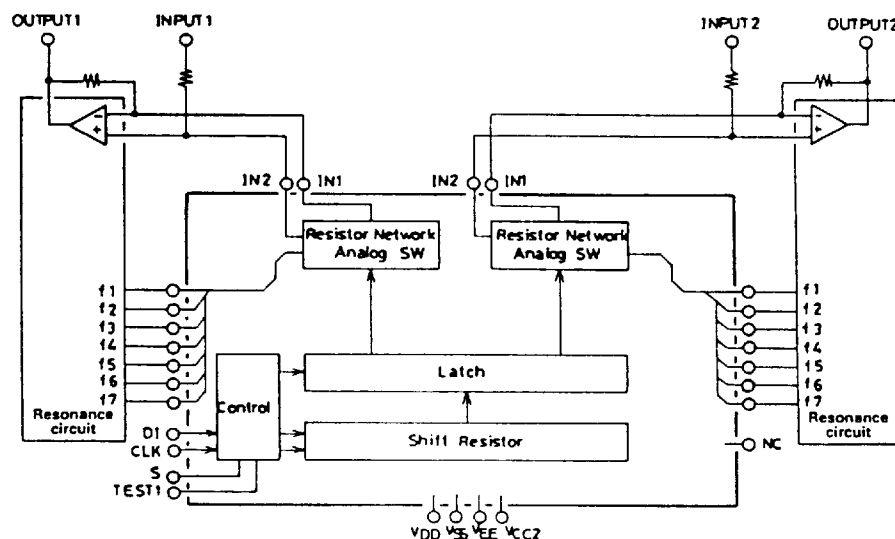 OUTPUT1 INPUT1 INPUT2 OUTPUT2
- -
+ +
IN2 IN1 IN2 IN1
Resistor Network
Analog SW
Resistor Network
Analog SW
f1 f1
f2 f2
f3 f3
f4 f4
f5 f5
f6 f6
f7 f7
Resonance
circuit
Control
Latch
Shift Resistor
Resonance
circuit
DI
CLK
S
TEST1
NC
VDD VSS VEE VCC2